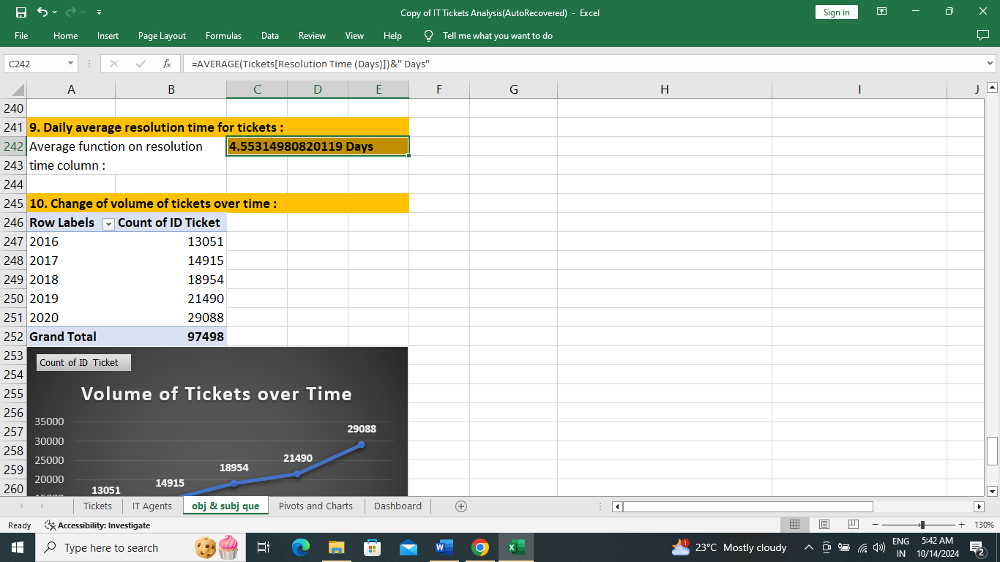 Copy of IT Tickets Analysis(AutoRecovered) - Excel
Sign in
File Home Insert Page Layout Formulas Data Review View Help Tell me what you want to do
C242 fx =AVERAGE(Tickets[Resolution Time (Days)])&" Days"
A B C D E F G H I J
240
241 9. Daily average resolution time for tickets :
242 Average function on resolution 4.55314980820119 Days
243 time column :
244
245 10. Change of volume of tickets over time :
246 Row Labels Count of ID Ticket
247 2016 13051
248 2017 14915
249 2018 18954
250 2019 21490
251 2020 29088
252 Grand Total 97498
253 Count of ID Ticket
254
255 Volume of Tickets over Time
256
257 35000 29088
258 30000
259 25000 18954 21490
260 20000 13051 14915
Tickets IT Agents obj & subj que Pivots and Charts Dashboard
Ready Accessibility: Investigate 130%
Type here to search 23°C Mostly cloudy ENG 5:42 AM
IN 10/14/2024 2